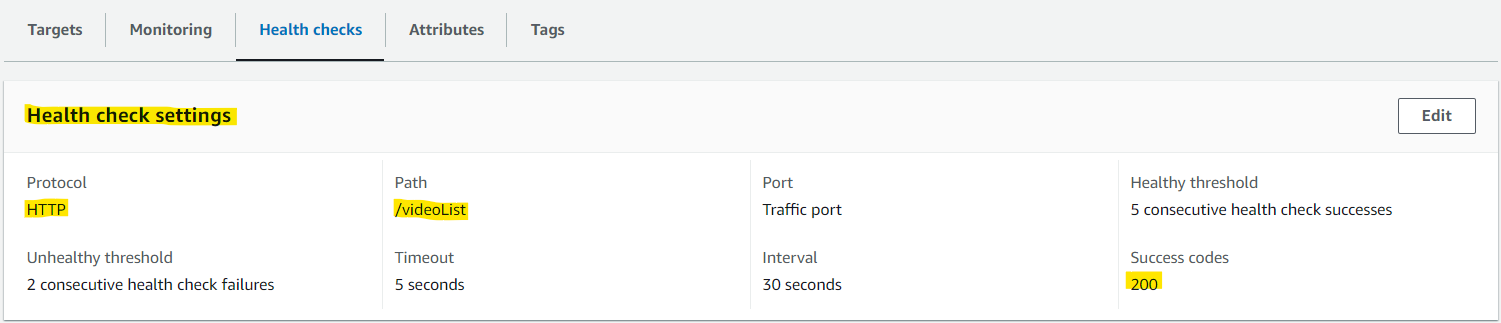 Targets Monitoring Health checks Attributes Tags
Health check settings Edit
Protocol Path Port Healthy threshold
HTTP /videoList Traffic port 5 consecutive health check successes
Unhealthy threshold Timeout Interval Success codes
2 consecutive health check failures 5 seconds 30 seconds 200